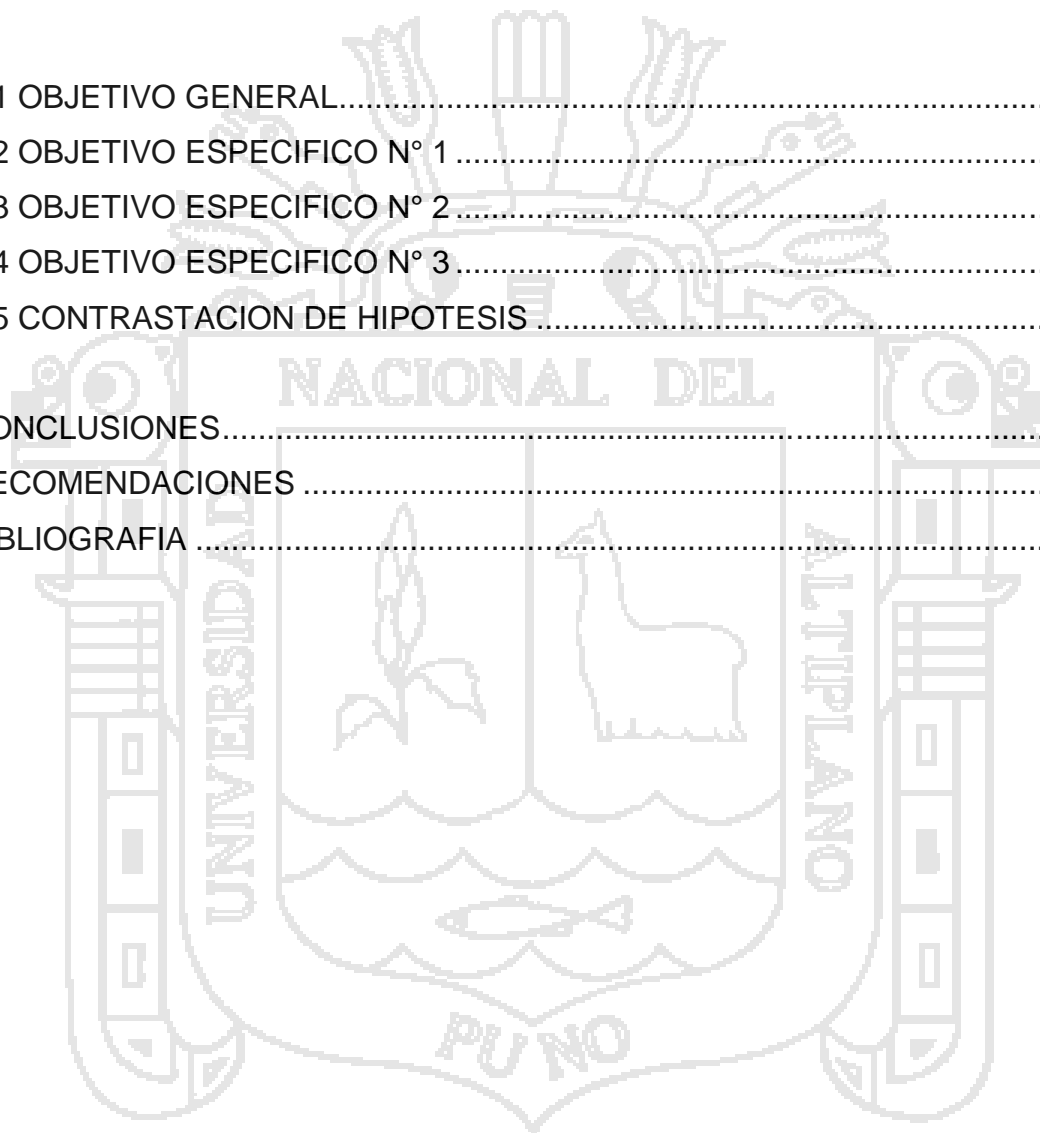 1 OBJETIVO GENERAL........................................................................................
2 OBJETIVO ESPECIFICO N° 1 ........................................................................
3 OBJETIVO ESPECIFICO N° 2 ........................................................................
4 OBJETIVO ESPECIFICO N° 3 ........................................................................
5 CONTRASTACION DE HIPOTESIS ..............................................................
ONCLUSIONES....................................................................................................
ECOMENDACIONES ...........................................................................................
BLIOGRAFIA ........................................................................................................
UNIVERSIDAD
NACIONAL DEL
ALTIPLANO
PUNO